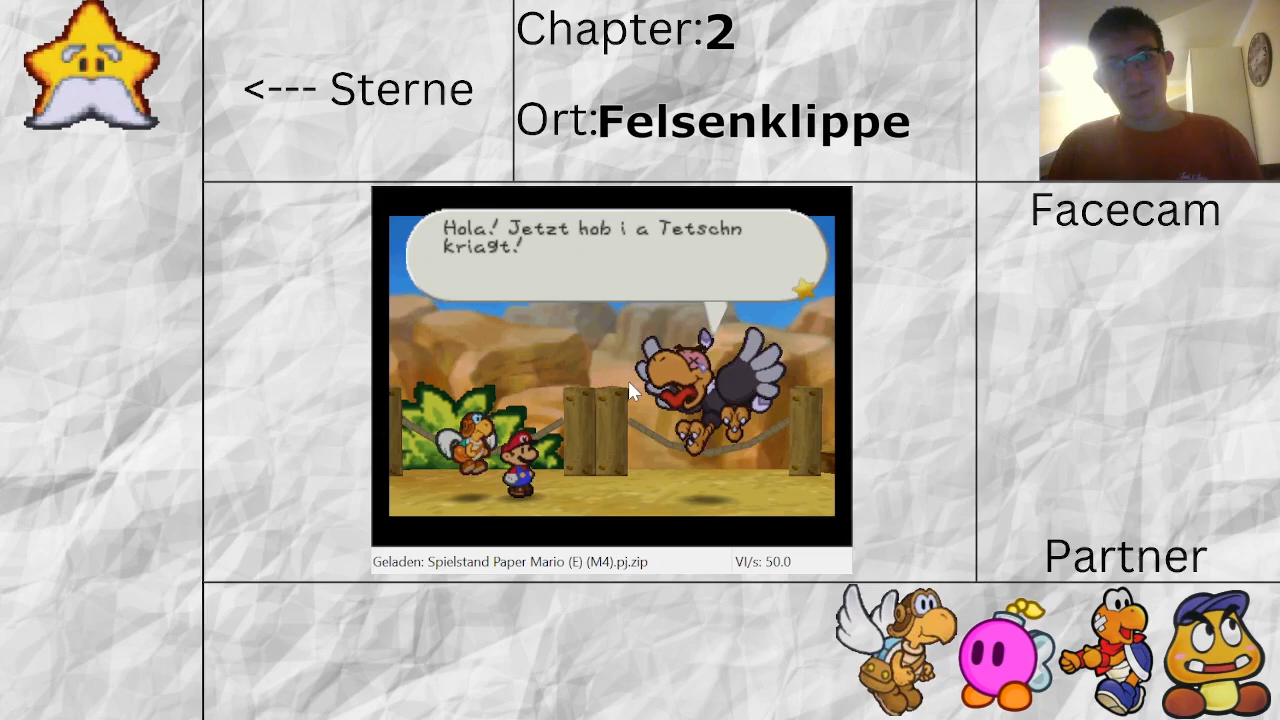 Chapter:2
<--- Sterne
Ort:Felsenklippe
Facecam
Hola! Jetzt hob i a Tetschn
kriagt!
Geladen: Spielstand Paper Mario (E) (M4).pj.zip
VI/s: 50.0
Partner